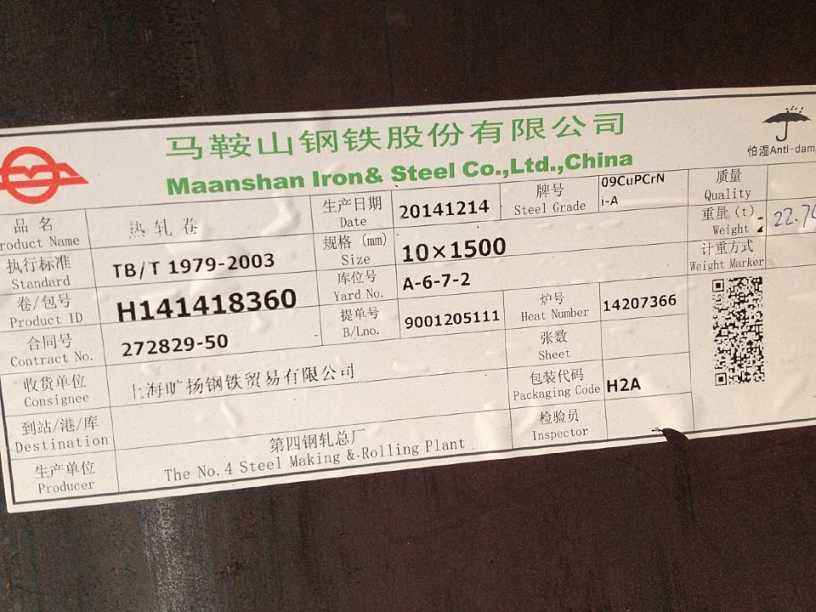 马鞍山钢铁股份有限公司
Maanshan Iron& Steel Co.,Ltd.,China
怕湿Anti-dam
品名 热轧卷 生产日期 20141214 牌号 09CuPCrN 质量
roduct Name Date Steel Grade i-A Quality
执行标准 TB/T 1979-2003 规格 (mm) 10×1500 重量(t)
Standard Size Weight
卷/包号 H141418360 库位号 A-6-7-2 计重方式
Product ID Yard No. Weight Marker
合同号 272829-50 提单号 9001205111 炉号 14207366
Contract No. B/Lno. Heat Number
收货单位 上海旷扬钢铁贸易有限公司 张数
Consignee Sheet
到站/港/库 包装代码 H2A
Destination Packaging Code
生产单位 第四钢轧总厂 检验员
Producer The No.4 Steel Making &.Rolling Plant Inspector